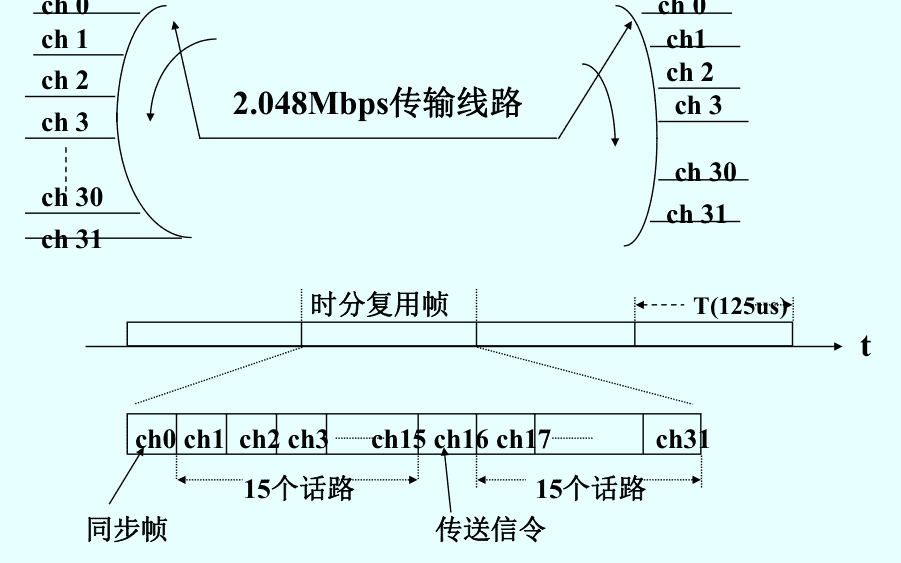 ch 0
ch 1
ch 2
ch 3
ch 30
ch 31
2.048Mbps传输线路
ch 0
ch1
ch 2
ch 3
ch 30
ch 31
时分复用帧
T(125us)
t
ch0 ch1 ch2 ch3 ch15 ch16 ch17 ch31
15个话路 15个话路
同步帧 传送信令